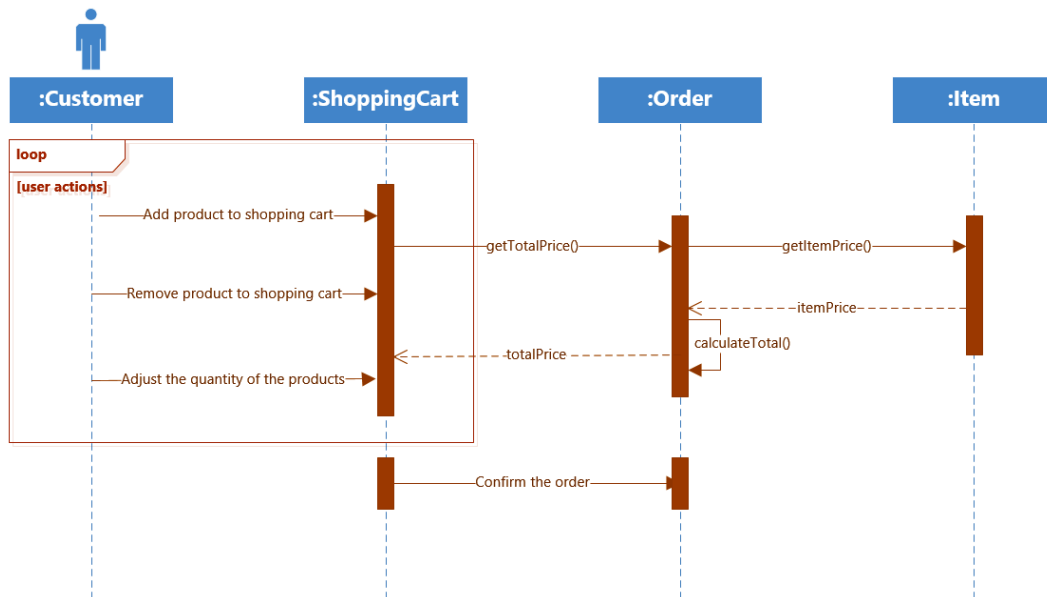 :Customer
:ShoppingCart
:Order
:Item
loop
[user actions]
Add product to shopping cart
getTotalPrice()
getItemPrice()
Remove product to shopping cart
itemPrice
calculateTotal()
totalPrice
Adjust the quantity of the products
Confirm the order